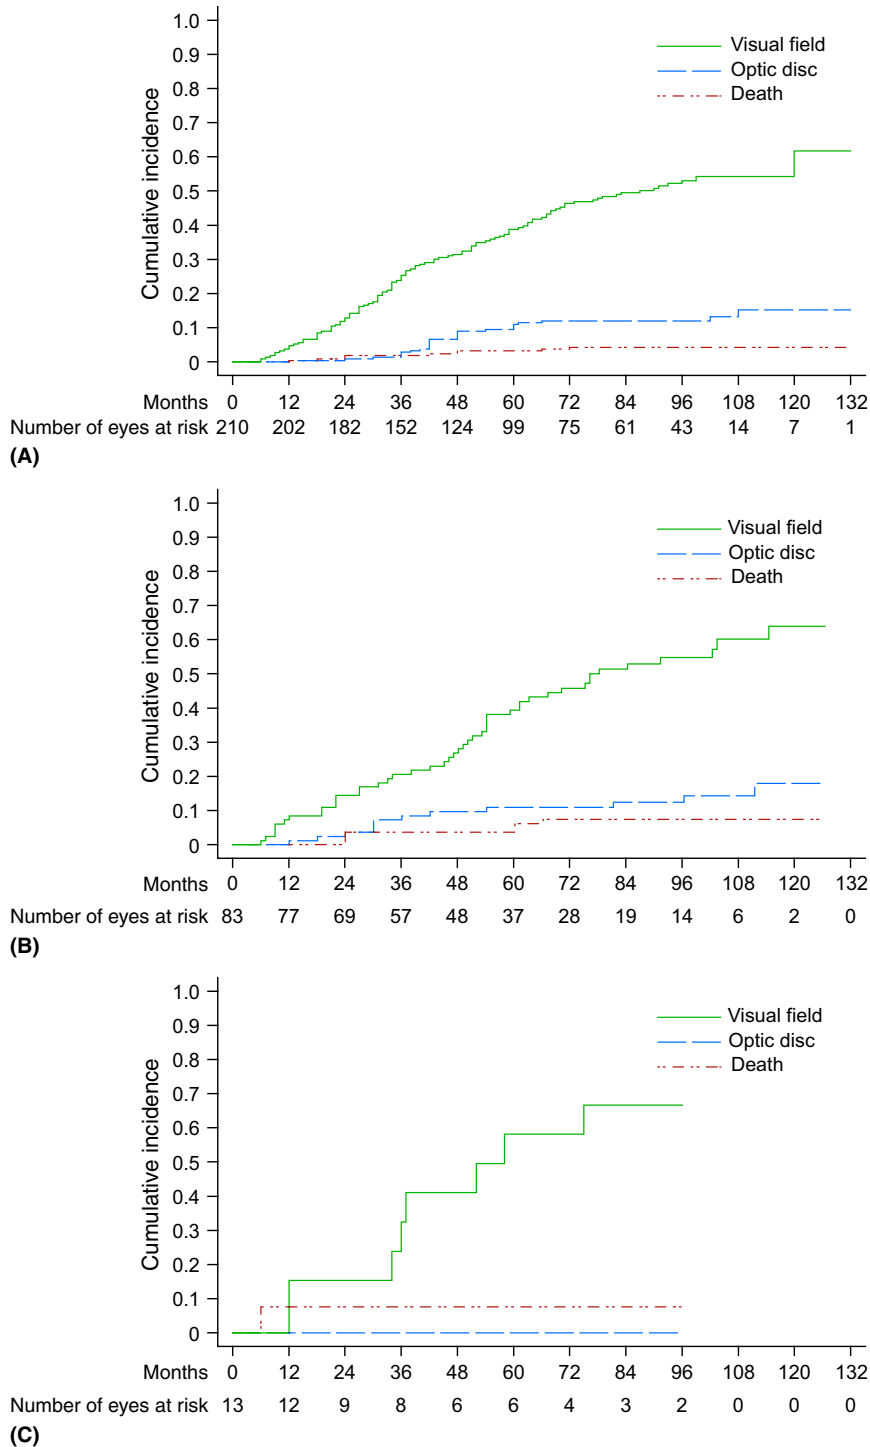 1.0
0.9
0.8
0.7
0.6
0.5
0.4
0.3
0.2
0.1
0
Cumulative incidence
Visual field
Optic disc
Death
Months 0 12 24 36 48 60 72 84 96 108 120 132
Number of eyes at risk 210 202 182 152 124 99 75 61 43 14 7 1
(A)
1.0
0.9
0.8
0.7
0.6
0.5
0.4
0.3
0.2
0.1
0
Cumulative incidence
Visual field
Optic disc
Death
Months 0 12 24 36 48 60 72 84 96 108 120 132
Number of eyes at risk 83 77 69 57 48 37 28 19 14 6 2 0
(B)
1.0
0.9
0.8
0.7
0.6
0.5
0.4
0.3
0.2
0.1
0
Cumulative incidence
Visual field
Optic disc
Death
Months 0 12 24 36 48 60 72 84 96 108 120 132
Number of eyes at risk 13 12 9 8 6 6 4 3 2 0 0 0
(C)